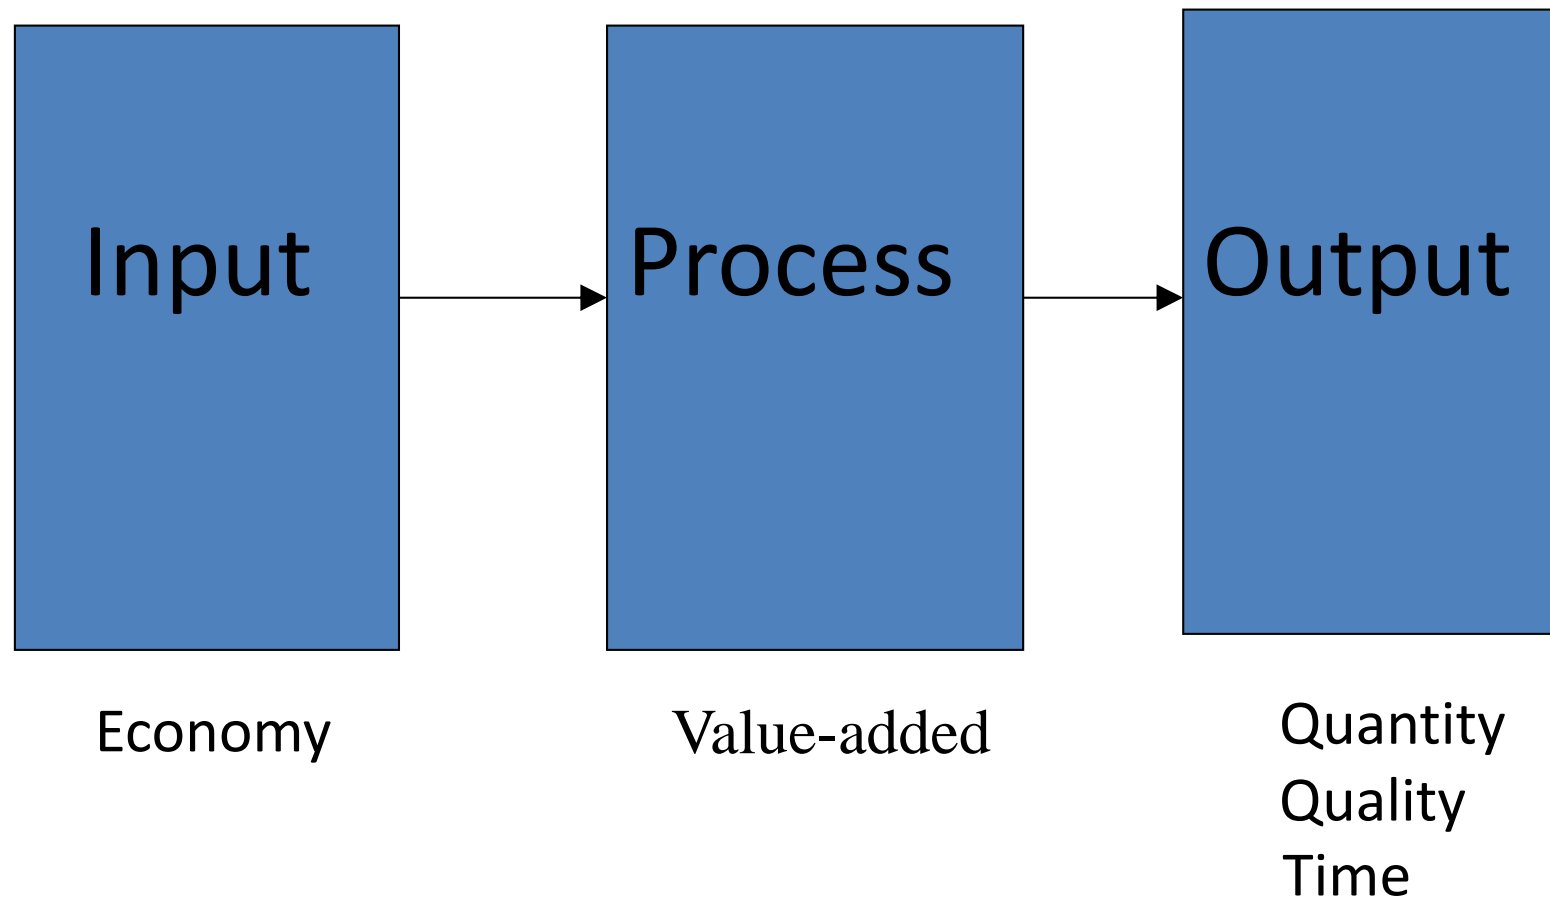 Input
Process
Output
Economy
Value-added
Quantity
Quality
Time